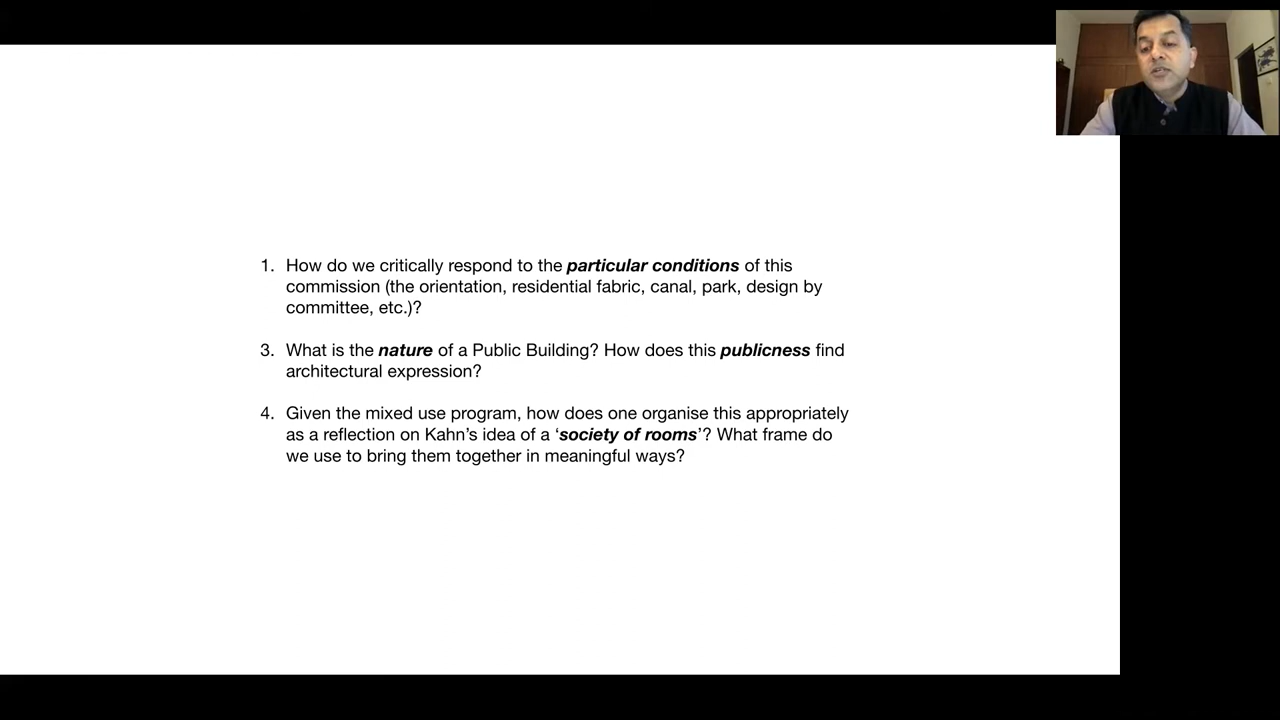 1. How do we critically respond to the particular conditions of this
commission (the orientation, residential fabric, canal, park, design by
committee, etc.)?
3. What is the nature of a Public Building? How does this publicness find
architectural expression?
4. Given the mixed use program, how does one organise this appropriately
as a reflection on Kahn’s idea of a ‘society of rooms’? What frame do
we use to bring them together in meaningful ways?